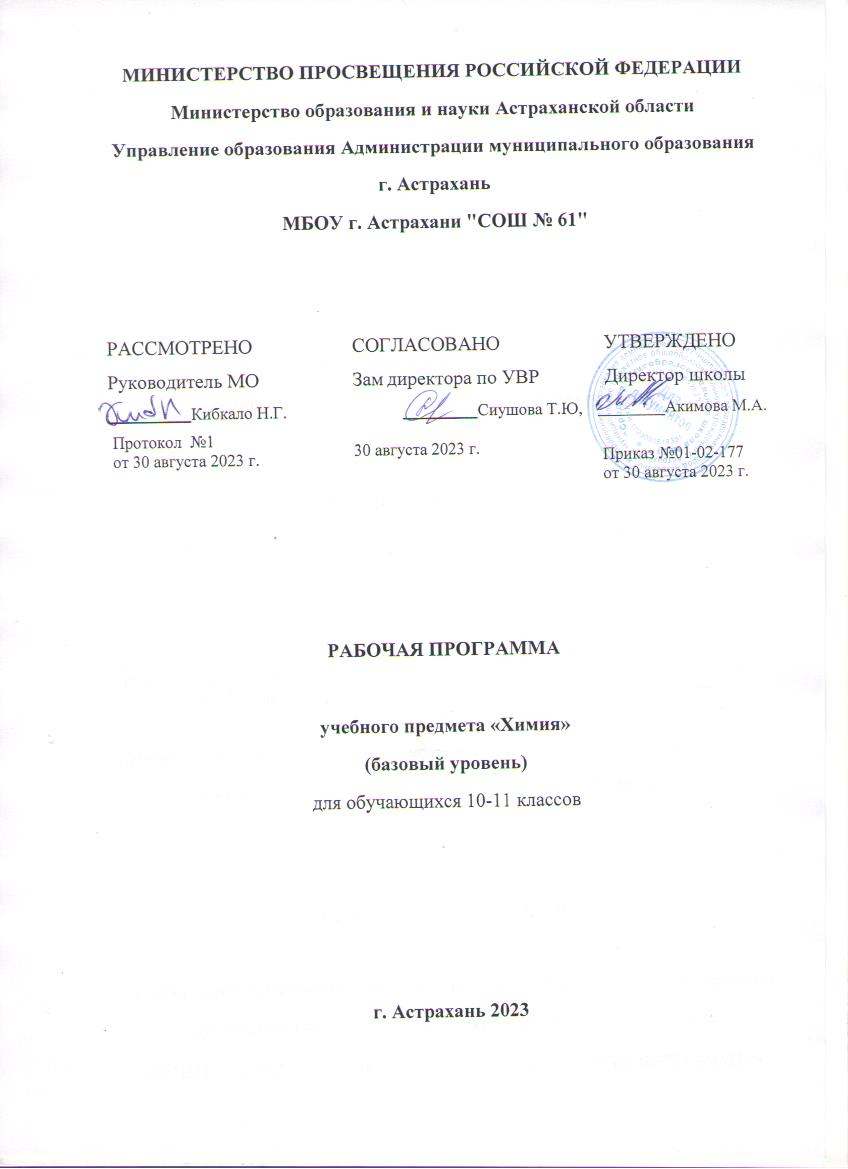 МИНИСТЕРСТВО ПРОСВЕЩЕНИЯ РОССИЙСКОЙ ФЕДЕРАЦИИ
Министерство образования и науки Астраханской области
Управление образования Администрации муниципального образования
г. Астрахань
МБОУ г. Астрахани "СОШ № 61"
РАССМОТРЕНО
Руководитель МО
Кибкало Н.Г.
Протокол №1
от 30 августа 2023 г.
СОГЛАСОВАНО
Зам директора по УВР
Сиушова Т.Ю,
30 августа 2023 г.
УТВЕРЖДЕНО
Директор школы
Акимова М.А.
Приказ №01-02-177
от 30 августа 2023 г.
РАБОЧАЯ ПРОГРАММА
учебного предмета «Химия»
(базовый уровень)
для обучающихся 10-11 классов
г. Астрахань 2023